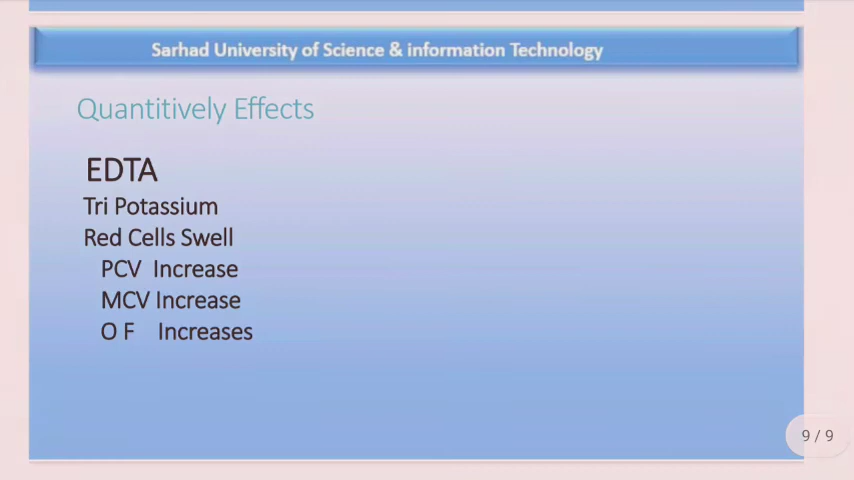 Sarhad University of Science & information Technology
Quantitively Effects
EDTA
Tri Potassium
Red Cells Swell
PCV Increase
MCV Increase
O F Increases
9 / 9